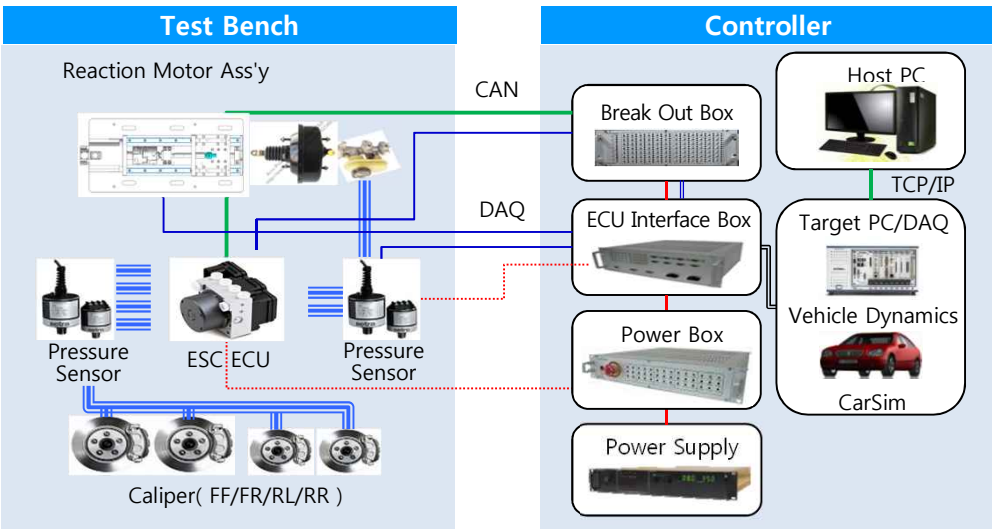 Test Bench
Controller
Reaction Motor Ass'y
CAN
DAQ
Pressure
Sensor
ESC ECU
Pressure
Sensor
Caliper( FF/FR/RL/RR )
Break Out Box
ECU Interface Box
Power Box
Power Supply
Host PC
TCP/IP
Target PC/DAQ
Vehicle Dynamics
CarSim